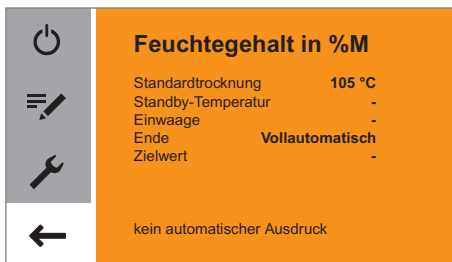 Feuchtegehalt in %M
Standardtrocknung 105 °C
Standby-Temperatur -
Einwaage -
Ende Vollautomatisch
Zielwert -
kein automatischer Ausdruck